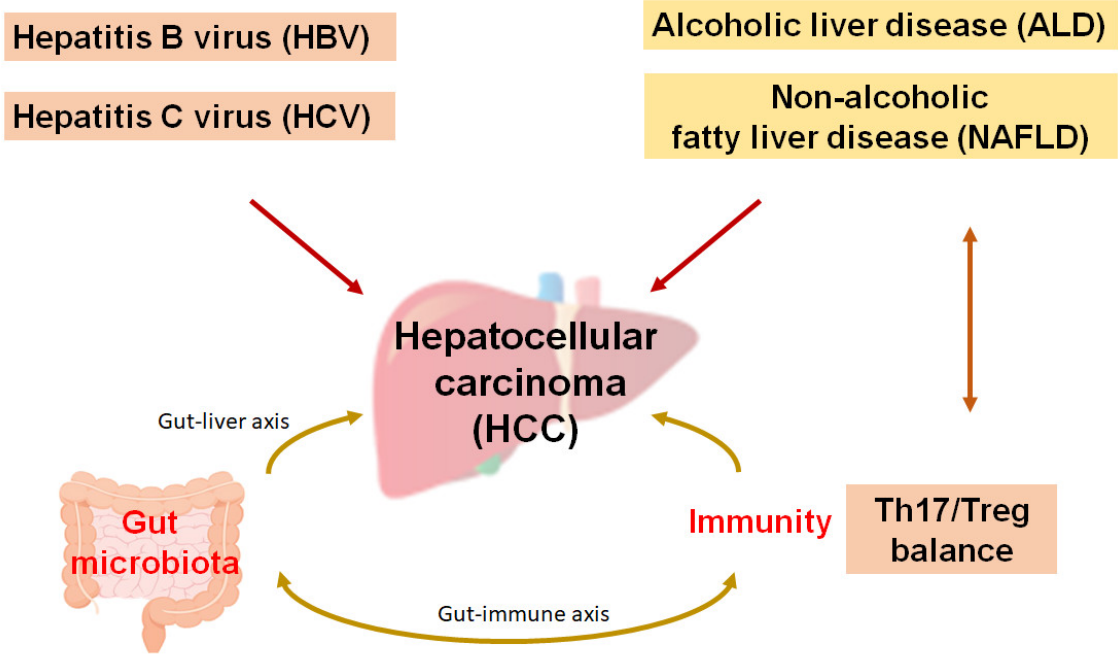 Hepatitis B virus (HBV)
Hepatitis C virus (HCV)
Alcoholic liver disease (ALD)
Non-alcoholic
fatty liver disease (NAFLD)
Hepatocellular
carcinoma
(HCC)
Gut-liver axis
Gut
microbiota
Immunity
Th17/Treg
balance
Gut-immune axis